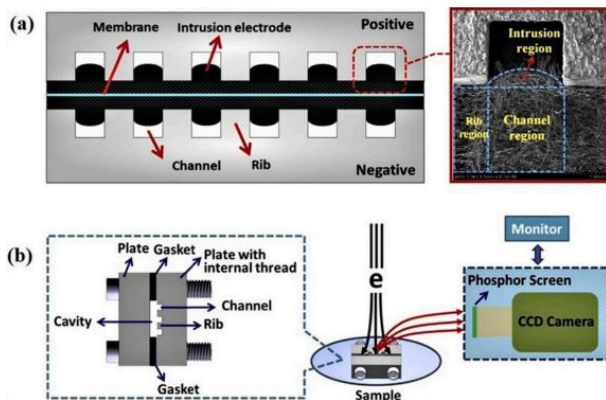 (a)
Membrane
Intrusion electrode
Positive
Channel
Rib
Negative
Intrusion
region
Rib
region
Channel
region
(b)
Plate
Gasket
Plate with
internal thread
Channel
Cavity
Rib
Gasket
e
Sample
Monitor
Phosphor Screen
CCD Camera